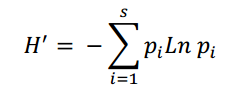 H′ = − ∑_{i=1}^{s} p_i Ln p_i